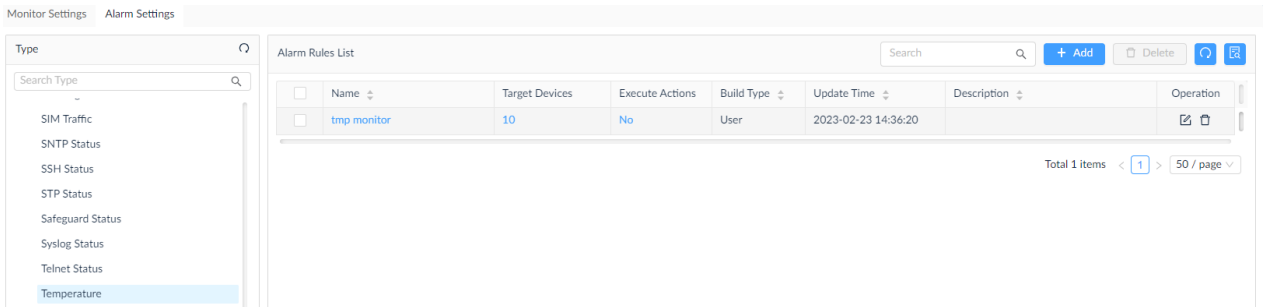 Monitor Settings Alarm Settings
Type
Search Type
SIM Traffic
SNTP Status
SSH Status
STP Status
Safeguard Status
Syslog Status
Telnet Status
Temperature
Alarm Rules List
Search
+ Add
Delete
Name Target Devices Execute Actions Build Type Update Time Description Operation
tmp monitor 10 No User 2023-02-23 14:36:20
Total 1 items < 1 > 50 / page